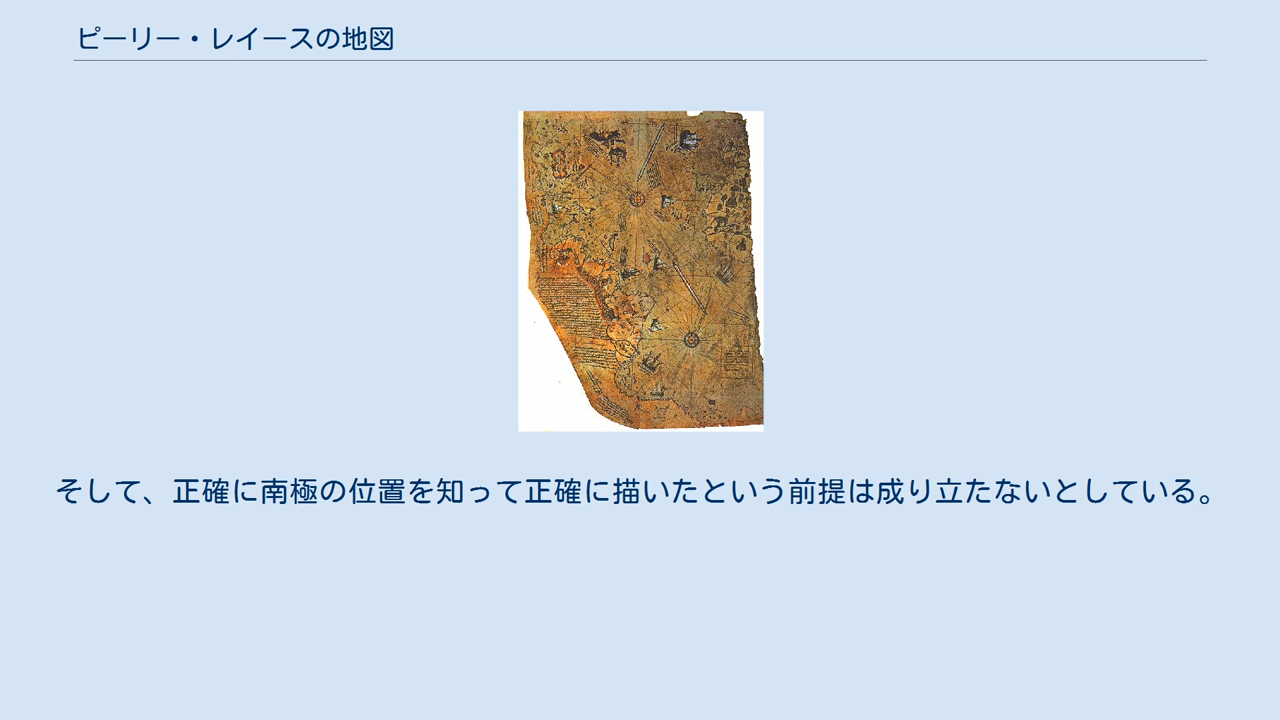 ピーリー・レイースの地図
そして、正確に南極の位置を知って正確に描いたという前提は成り立たないとしている。